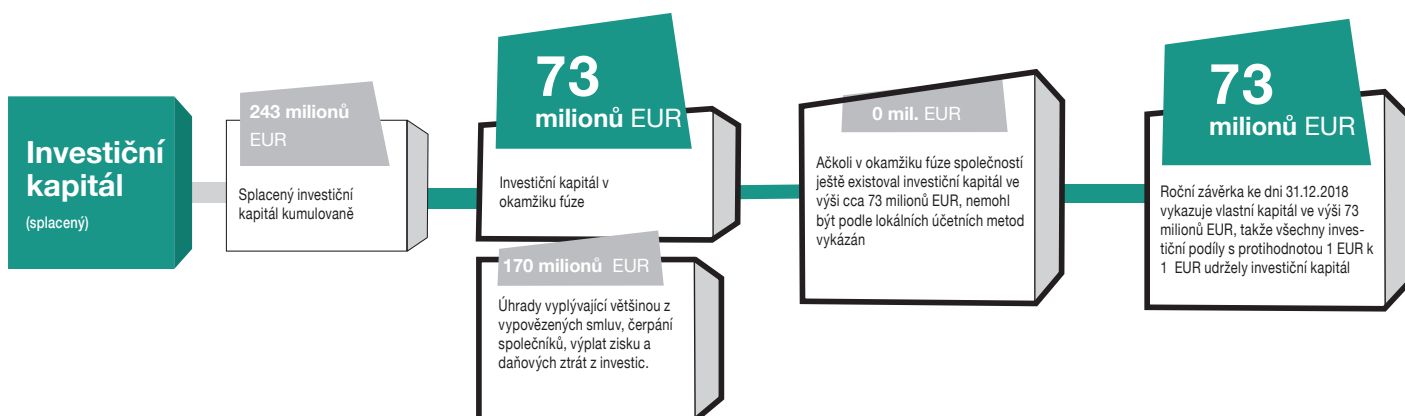 Investiční
kapitál
(splacený)
243 milionů
EUR
Splacený investiční
kapitál kumulovaně
73
milionů EUR
Investiční kapitál v
okamžiku fúze
170 milionů EUR
Úhrady vyplývající většinou z
vypovězených smluv, čerpání
společníků, výplat zisku a
daňových ztrát z investic.
0 mil. EUR
Ačkoli v okamžiku fúze společností
ještě existoval investiční kapitál ve
výši cca 73 milionů EUR, nemohl
být podle lokálních účetních metod
vykázán
73
milionů EUR
Roční závěrka ke dni 31.12.2018
vykazuje vlastní kapitál ve výši 73
milionů EUR, takže všechny inves-
tiční podíly s protihodnotou 1 EUR k
1 EUR udržely investiční kapitál